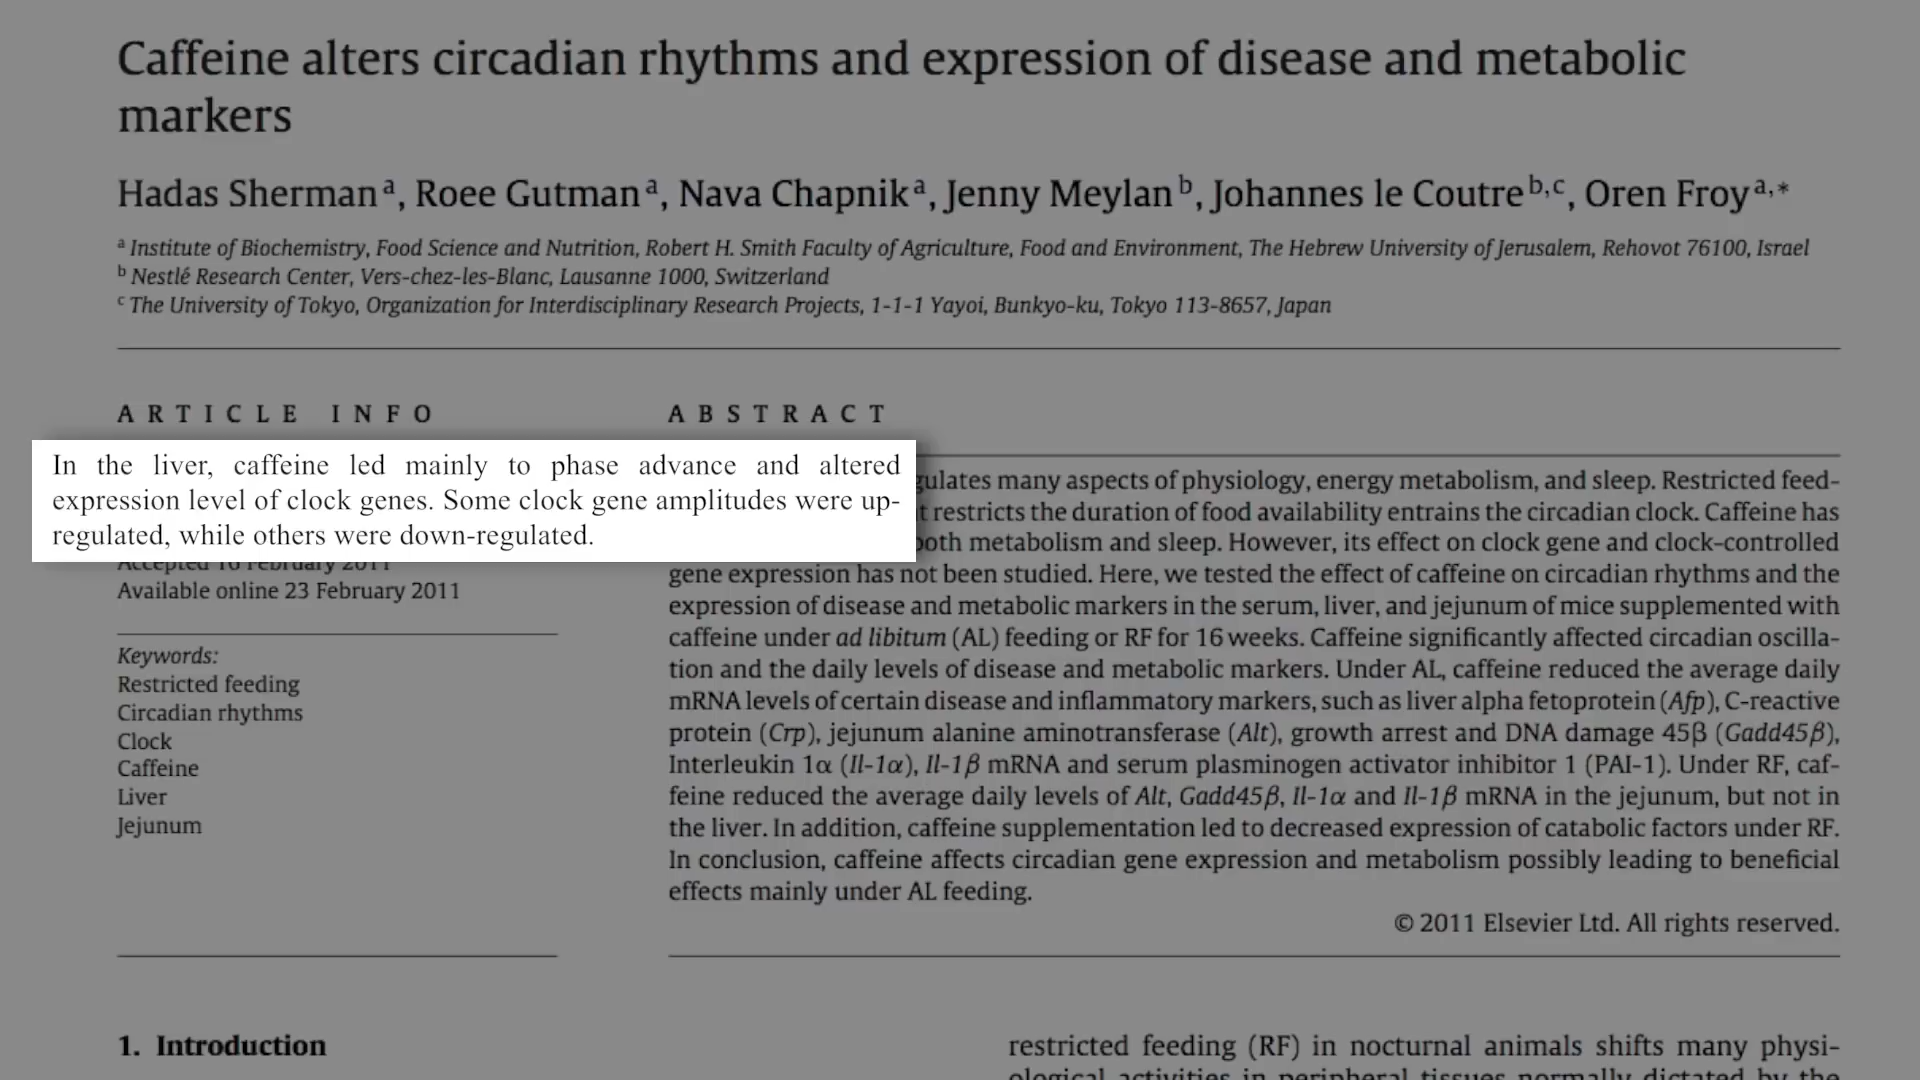 Caffeine alters circadian rhythms and expression of disease and metabolic
markers
Hadas Sherman a, Roee Gutman a, Nava Chapnik a, Jenny Meylan b, Johannes le Coutre b,c, Oren Froy a,*
a Institute of Biochemistry, Food Science and Nutrition, Robert H. Smith Faculty of Agriculture, Food and Environment, The Hebrew University of Jerusalem, Rehovot 76100, Israel
b Nestlé Research Center, Vers-chez-les-Blanc, Lausanne 1000, Switzerland
c The University of Tokyo, Organization for Interdisciplinary Research Projects, 1-1-1 Yayoi, Bunkyo-ku, Tokyo 113-8657, Japan
ARTICLE INFO
In the liver, caffeine led mainly to phase advance and altered
expression level of clock genes. Some clock gene amplitudes were up-
regulated, while others were down-regulated.
Accepted 16 February 2011
Available online 23 February 2011
Keywords:
Restricted feeding
Circadian rhythms
Clock
Caffeine
Liver
Jejunum
ABSTRACT
many aspects of physiology, energy metabolism, and sleep. Restricted feed-
restricts the duration of food availability entrains the circadian clock. Caffeine has
both metabolism and sleep. However, its effect on clock gene and clock-controlled
gene expression has not been studied. Here, we tested the effect of caffeine on circadian rhythms and the
expression of disease and metabolic markers in the serum, liver, and jejunum of mice supplemented with
caffeine under ad libitum (AL) feeding or RF for 16 weeks. Caffeine significantly affected circadian oscilla-
tion and the daily levels of disease and metabolic markers. Under AL, caffeine reduced the average daily
mRNA levels of certain disease and inflammatory markers, such as liver alpha fetoprotein (Afp), C-reactive
protein (Crp), jejunum alanine aminotransferase (Alt), growth arrest and DNA damage 45β (Gadd45β),
Interleukin 1α (Il-1α), Il-1β mRNA and serum plasminogen activator inhibitor 1 (PAI-1). Under RF, caf-
feine reduced the average daily levels of Alt, Gadd45β, Il-1α and Il-1β mRNA in the jejunum, but not in
the liver. In addition, caffeine supplementation led to decreased expression of catabolic factors under RF.
In conclusion, caffeine affects circadian gene expression and metabolism possibly leading to beneficial
effects mainly under AL feeding.
© 2011 Elsevier Ltd. All rights reserved.
1. Introduction
restricted feeding (RF) in nocturnal animals shifts many physi-
ological activities in peripheral tissues normally dictated by the